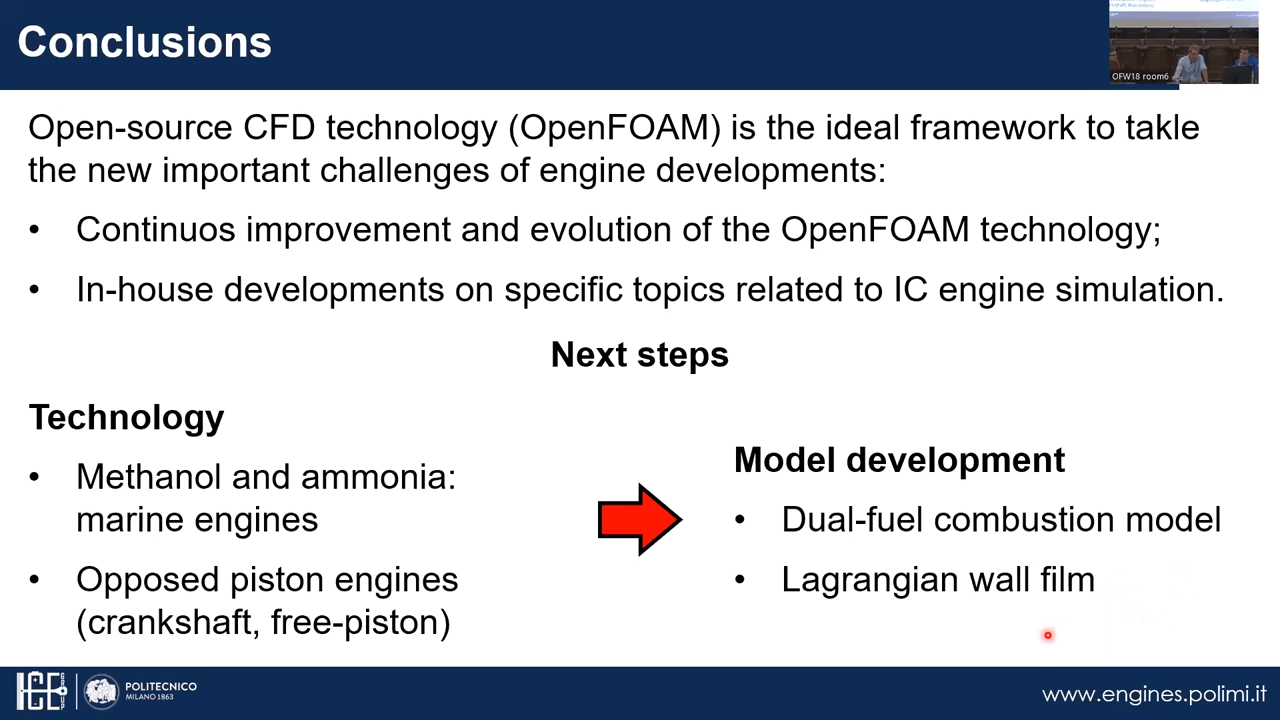 Conclusions
OFW18 room6
Open-source CFD technology (OpenFOAM) is the ideal framework to takle
the new important challenges of engine developments:
• Continuos improvement and evolution of the OpenFOAM technology;
• In-house developments on specific topics related to IC engine simulation.
Next steps
Technology
• Methanol and ammonia:
marine engines
• Opposed piston engines
(crankshaft, free-piston)
Model development
• Dual-fuel combustion model
• Lagrangian wall film
ICE
POLITECNICO
MILANO 1863
www.engines.polimi.it